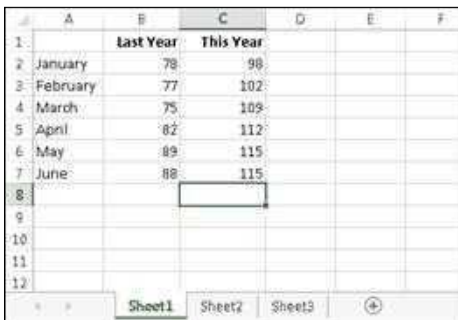 A B C D E F
1 Last Year This Year
2 January 78 98
3 February 77 102
4 March 75 109
5 April 82 112
6 May 89 115
7 June 88 115
8
9
10
11
12
Sheet1 Sheet2 Sheet3